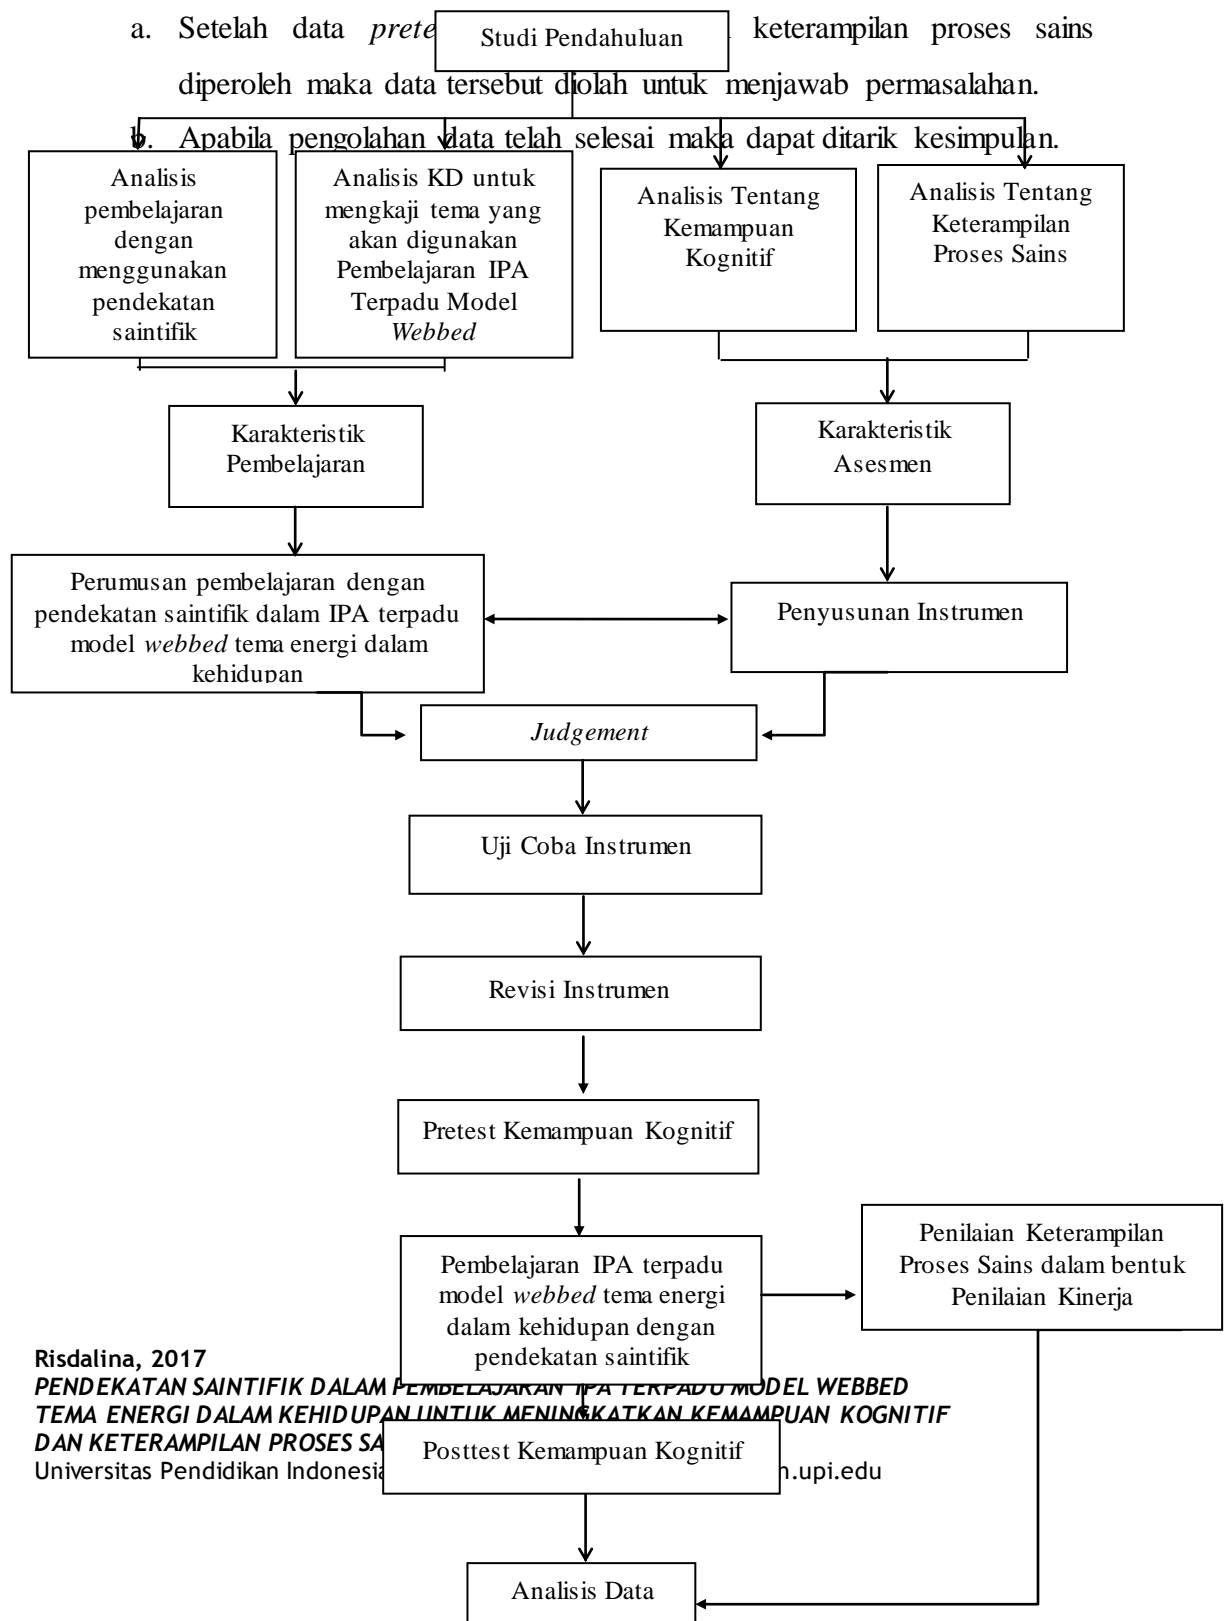 a. Setelah data prete
keterampilan proses sains
Studi Pendahuluan
diperoleh maka data tersebut diolah untuk menjawab permasalahan.
b. Apabila pengolahan data telah selesai maka dapat ditarik kesimpulan.
Analisis
pembelajaran
dengan
menggunakan
pendekatan
saintifik
Analisis KD untuk
mengkaji tema yang
akan digunakan
Pembelajaran IPA
Terpadu Model
Webbed
Analisis Tentang
Kemampuan
Kognitif
Analisis Tentang
Keterampilan
Proses Sains
Karakteristik
Pembelajaran
Karakteristik
Asesmen
Perumusan pembelajaran dengan
pendekatan saintifik dalam IPA terpadu
model webbed tema energi dalam
kehidupan
Penyusunan Instrumen
Judgement
Uji Coba Instrumen
Revisi Instrumen
Pretest Kemampuan Kognitif
Pembelajaran IPA terpadu
model webbed tema energi
dalam kehidupan dengan
pendekatan saintifik
Penilaian Keterampilan
Proses Sains dalam bentuk
Penilaian Kinerja
Risdalina, 2017
PENDEKATAN SAINTIFIK DALAM PEMBELAJARAN IPA TERPADU MODEL WEBBED
TEMA ENERGI DALAM KEHIDUPAN UNTUK MENINGKATKAN KEMAMPUAN KOGNITIF
DAN KETERAMPILAN PROSES SA
Posttest Kemampuan Kognitif
Universitas Pendidikan Indonesia
n.upi.edu
Analisis Data